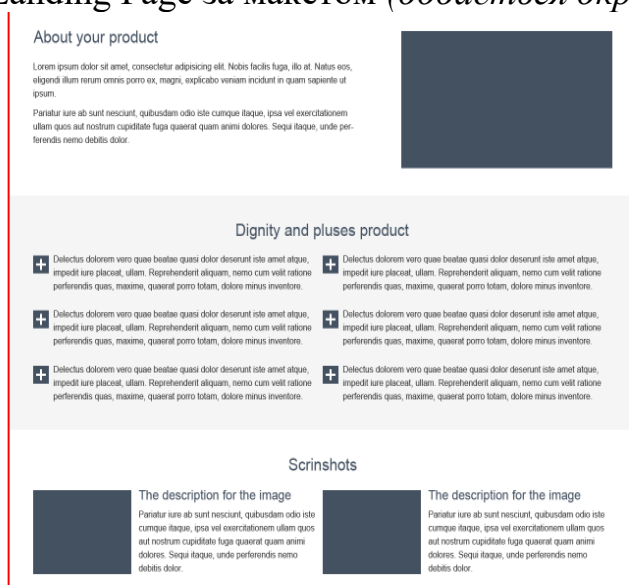 Landing Page за макетом (
About your product
Lorem ipsum dolor sit amet, consectetur adipisicing elit. Nobis facilis fuga, illo at. Natus eos,
eligendi illum rerum omnis porro ex, magni, explicabo veniam incidunt in quam sapiente ut
ipsum.
Pariatur iure ab sunt nesciunt, quibusdam odio iste cumque itaque, ipsa vel exercitationem
ullam quos aut nostrum cupiditate fuga quaerat quam animi dolores. Sequi itaque, unde per-
ferendis nemo debitis dolor.
Dignity and pluses product
Delectus dolorem vero quae beatae quasi dolor deserunt iste amet atque,
impedit iure placeat, ullam. Reprehenderit aliquam, nemo cum velit ratione
perferendis quas, maxime, quaerat porro totam, dolore minus inventore.
Delectus dolorem vero quae beatae quasi dolor deserunt iste amet atque,
impedit iure placeat, ullam. Reprehenderit aliquam, nemo cum velit ratione
perferendis quas, maxime, quaerat porro totam, dolore minus inventore.
Delectus dolorem vero quae beatae quasi dolor deserunt iste amet atque,
impedit iure placeat, ullam. Reprehenderit aliquam, nemo cum velit ratione
perferendis quas, maxime, quaerat porro totam, dolore minus inventore.
Delectus dolorem vero quae beatae quasi dolor deserunt iste amet atque,
impedit iure placeat, ullam. Reprehenderit aliquam, nemo cum velit ratione
perferendis quas, maxime, quaerat porro totam, dolore minus inventore.
Delectus dolorem vero quae beatae quasi dolor deserunt iste amet atque,
impedit iure placeat, ullam. Reprehenderit aliquam, nemo cum velit ratione
perferendis quas, maxime, quaerat porro totam, dolore minus inventore.
Delectus dolorem vero quae beatae quasi dolor deserunt iste amet atque,
impedit iure placeat, ullam. Reprehenderit aliquam, nemo cum velit ratione
perferendis quas, maxime, quaerat porro totam, dolore minus inventore.
Scrinshots
The description for the image
Pariatur iure ab sunt nesciunt, quibusdam odio iste
cumque itaque, ipsa vel exercitationem ullam quos
aut nostrum cupiditate fuga quaerat quam animi
dolores. Sequi itaque, unde perferendis nemo
debitis dolor.
The description for the image
Pariatur iure ab sunt nesciunt, quibusdam odio iste
cumque itaque, ipsa vel exercitationem ullam quos
aut nostrum cupiditate fuga quaerat quam animi
dolores. Sequi itaque, unde perferendis nemo
debitis dolor.